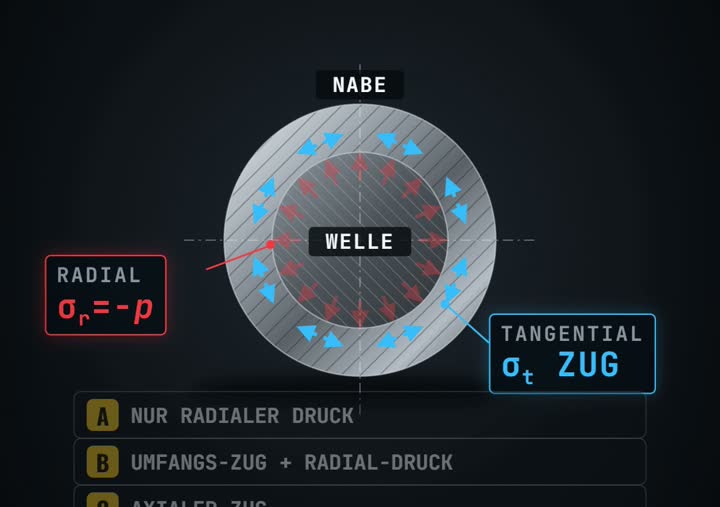 NABE
WELLE
RADIAL
σr=-p
TANGENTIAL
σt ZUG
A NUR RADIALER DRUCK
B UMFANGS-ZUG + RADIAL-DRUCK